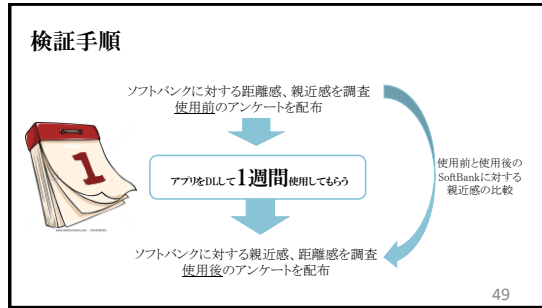 検証手順
ソフトバンクに対する距離感、親近感を調査
使用前のアンケートを配布
1
アプリをDLして1週間使用してもらう
使用前と使用後の
SoftBankに対する
親近感の比較
ソフトバンクに対する親近感、距離感を調査
使用後のアンケートを配布
49